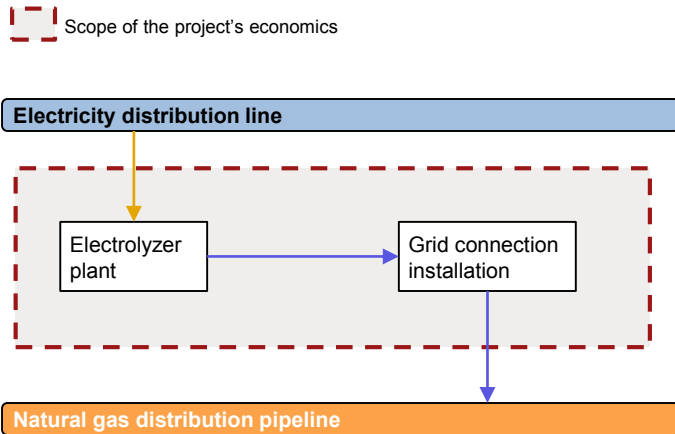 Scope of the project’s economics
Electricity distribution line
Electrolyzer
plant
Grid connection
installation
Natural gas distribution pipeline